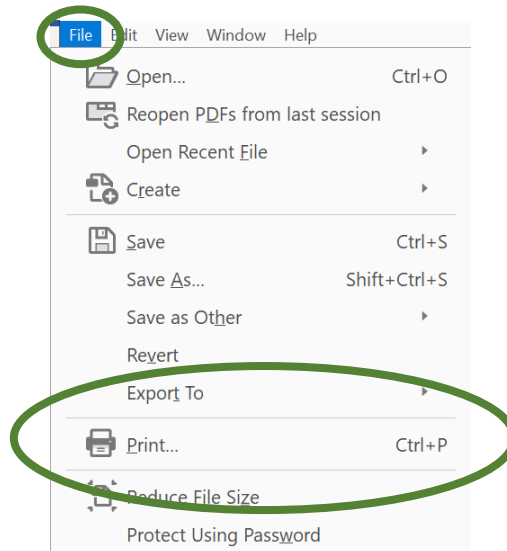 File Edit View Window Help
Open... Ctrl+O
Reopen PDFs from last session
Open Recent File
Create
Save Ctrl+S
Save As... Shift+Ctrl+S
Save as Other
Revert
Export To
Print... Ctrl+P
Reduce File Size
Protect Using Password